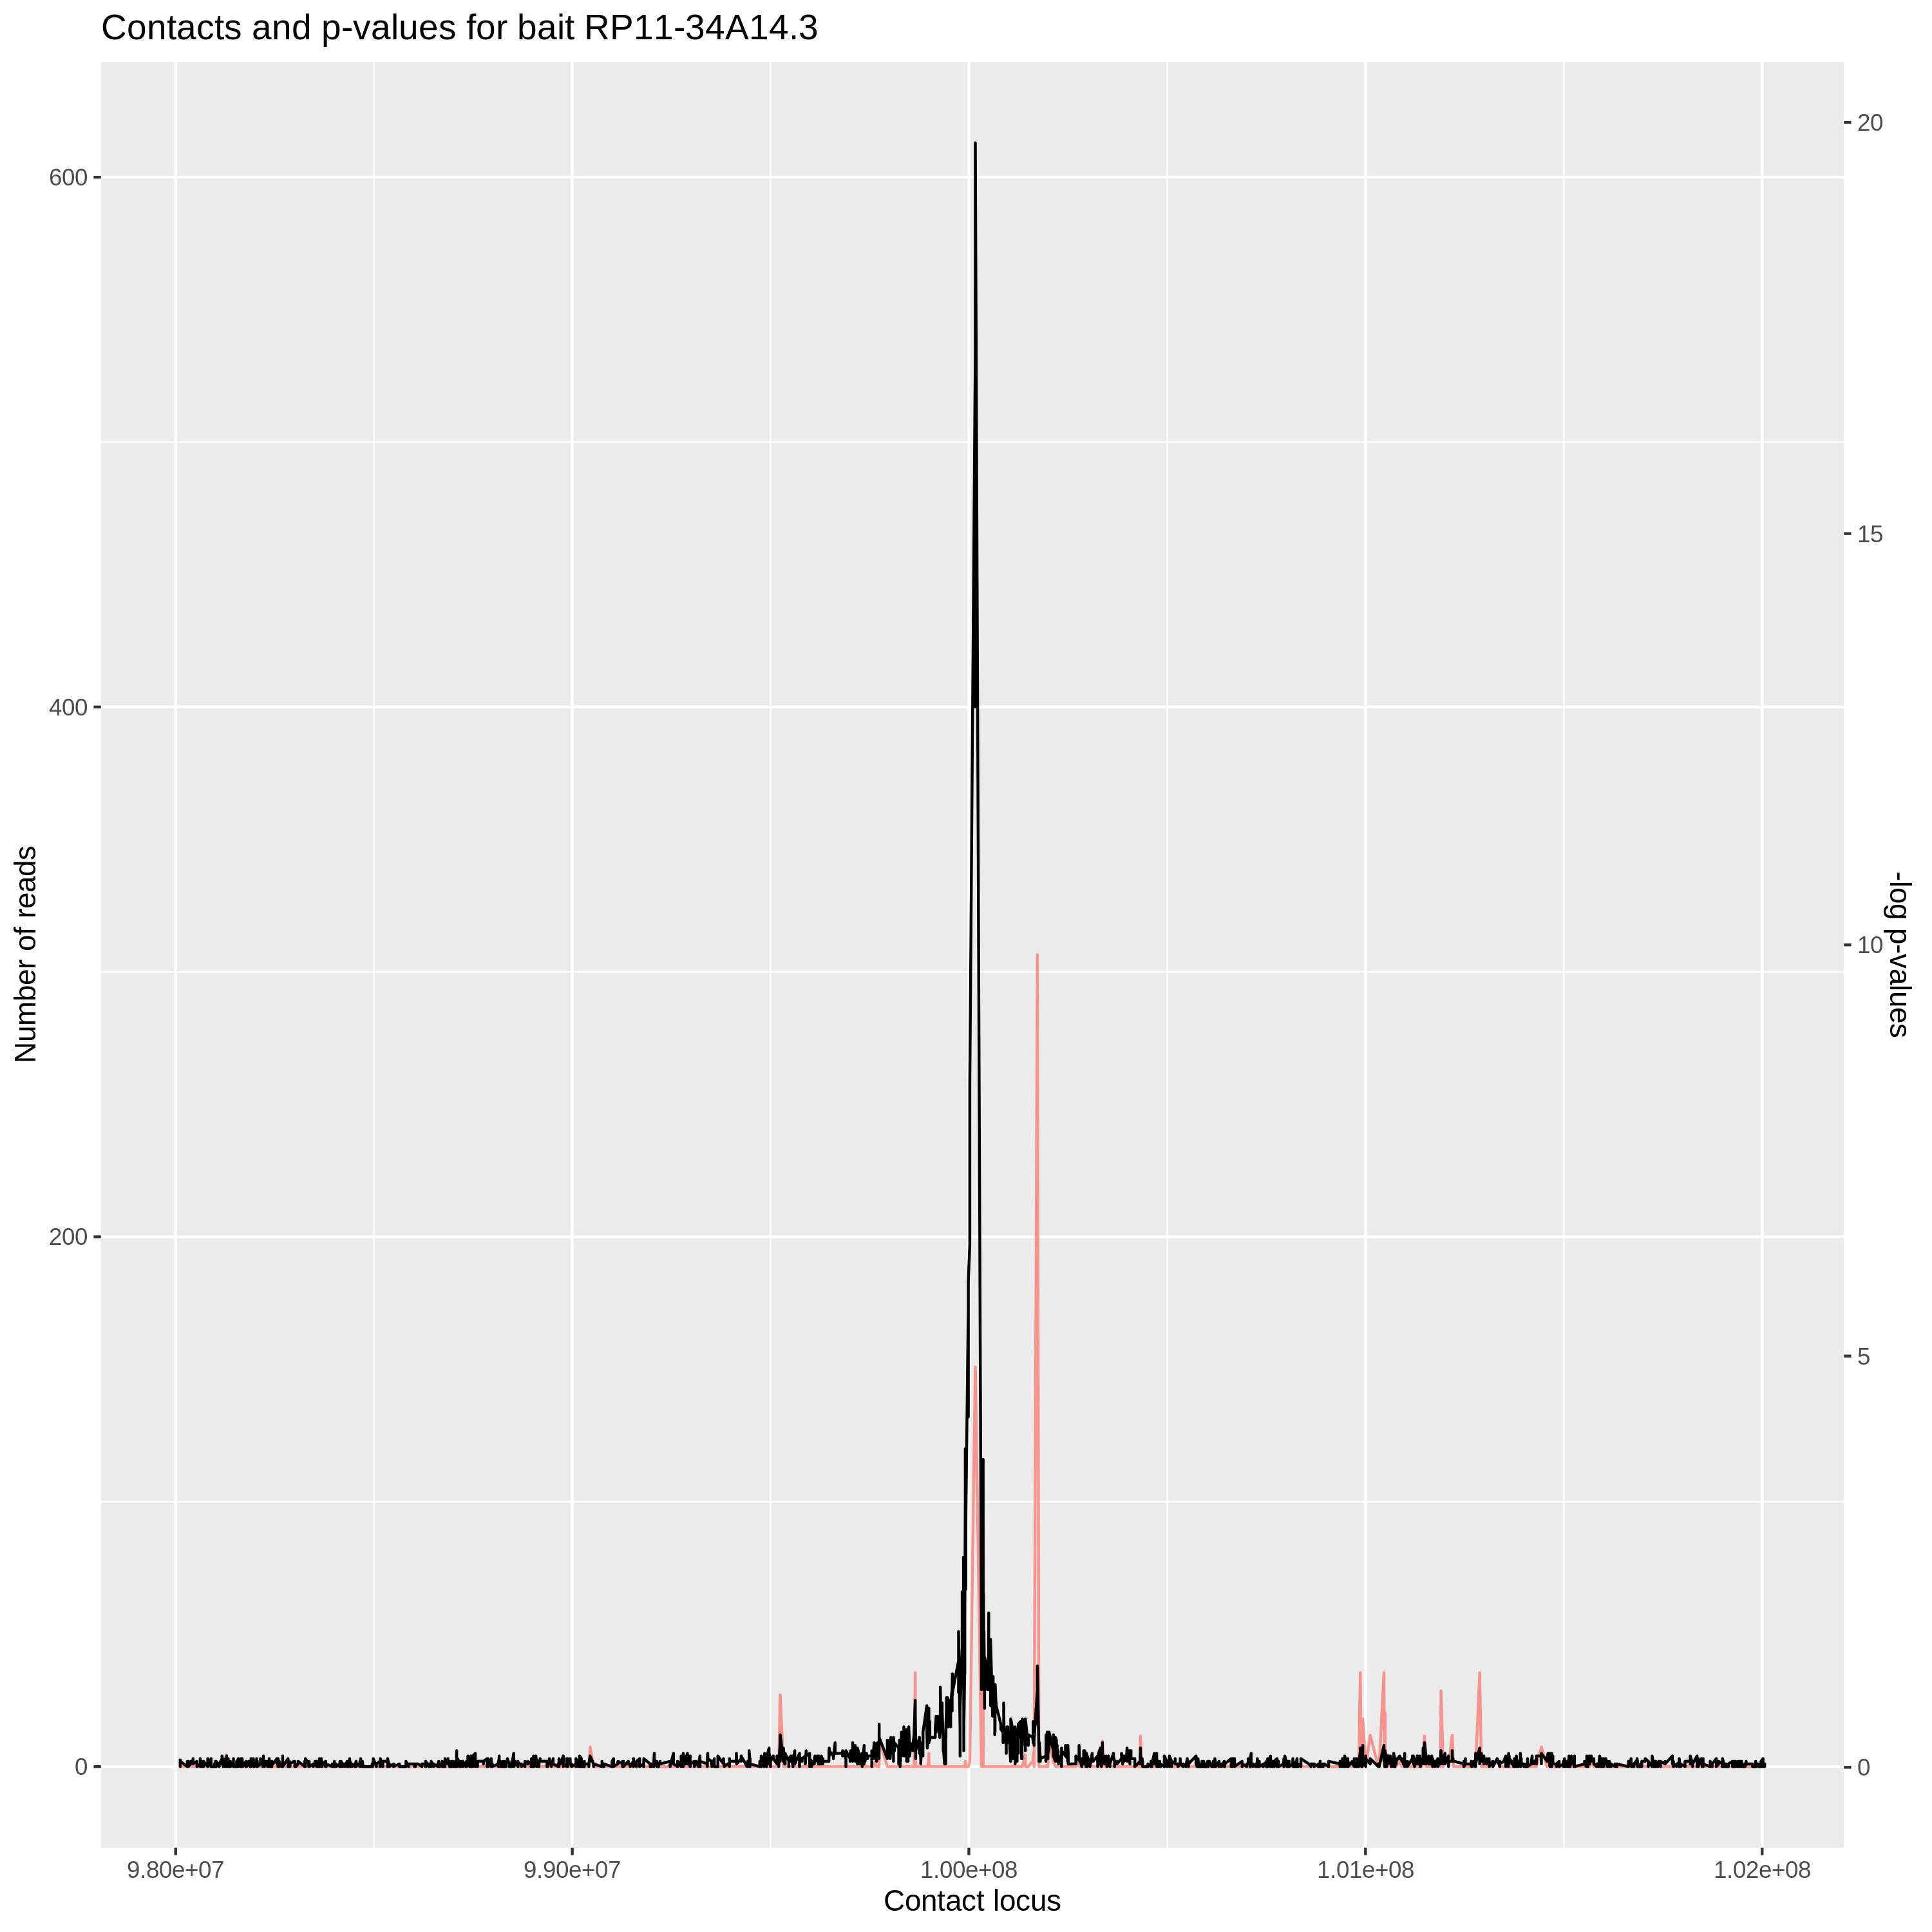 Contacts and p-values for bait RP11-34A14.3
600
400
200
0
Number of reads
20
15
10
5
0
-log p-values
9.80e+07
9.90e+07
1.00e+08
1.01e+08
1.02e+08
Contact locus